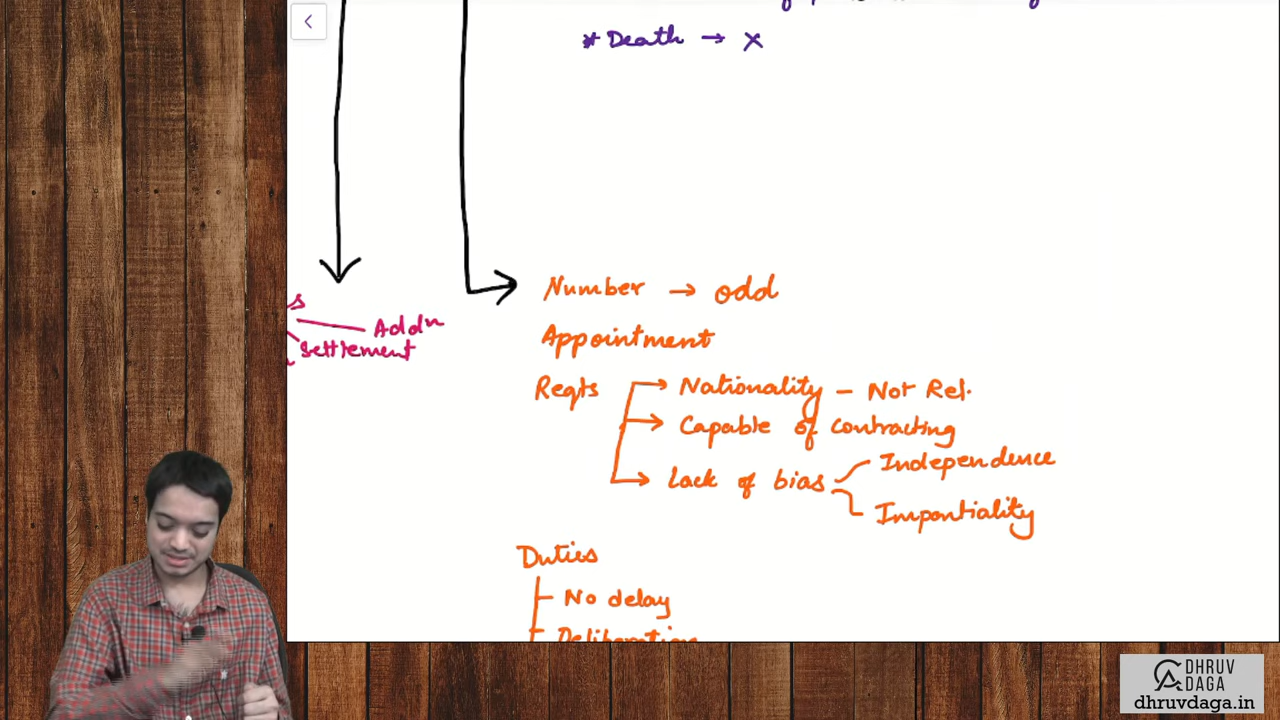 * Death → X
Number → odd
Addn
Settlement
Appointment
Reqts
Nationality – Not Rel.
Capable of contracting
Lack of bias
Independence
Impartiality
Duties
No delay
Deliberation
DHRUV
DAGA
dhruvdaga.in